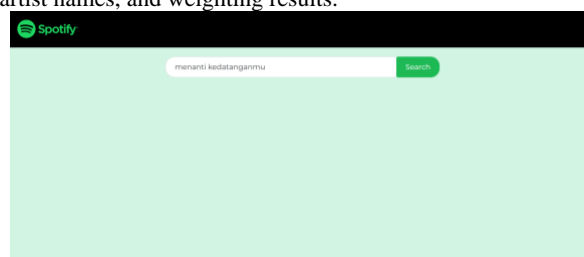 artist names, and weighting results.
Spotify
menanti kedatanganmu
Search